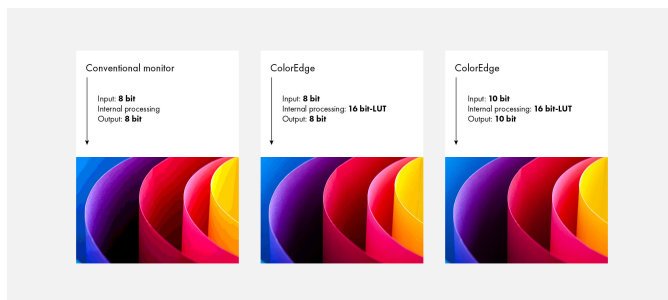 Conventional monitor
Input: 8 bit
Internal processing
Output: 8 bit
ColorEdge
Input: 8 bit
Internal processing: 16 bit-LUT
Output: 8 bit
ColorEdge
Input: 10 bit
Internal processing: 16 bit-LUT
Output: 10 bit